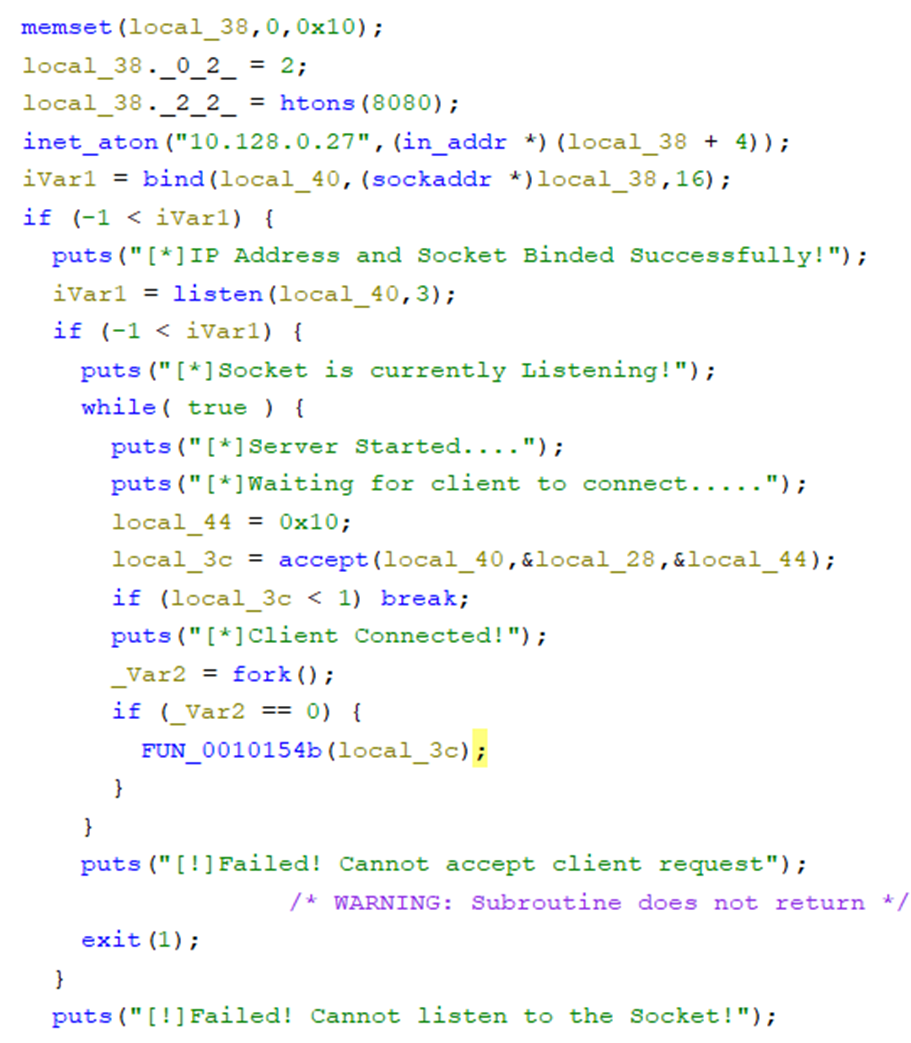 memset(local_38,0,0x10);
local_38._0_2_ = 2;
local_38._2_2_ = htons(8080);
inet_aton("10.128.0.27",(in_addr *)(local_38 + 4));
iVar1 = bind(local_40,(sockaddr *)local_38,16);
if (-1 < iVar1) {
puts("[*]IP Address and Socket Binded Successfully!");
iVar1 = listen(local_40,3);
if (-1 < iVar1) {
puts("[*]Socket is currently Listening!");
while( true ) {
puts("[*]Server Started....");
puts("[*]Waiting for client to connect.....");
local_44 = 0x10;
local_3c = accept(local_40,&local_28,&local_44);
if (local_3c < 1) break;
puts("[*]Client Connected!");
_Var2 = fork();
if (_Var2 == 0) {
FUN_0010154b(local_3c);
}
}
puts("[!]Failed! Cannot accept client request");
/* WARNING: Subroutine does not return */
exit(1);
}
puts("[!]Failed! Cannot listen to the Socket!");